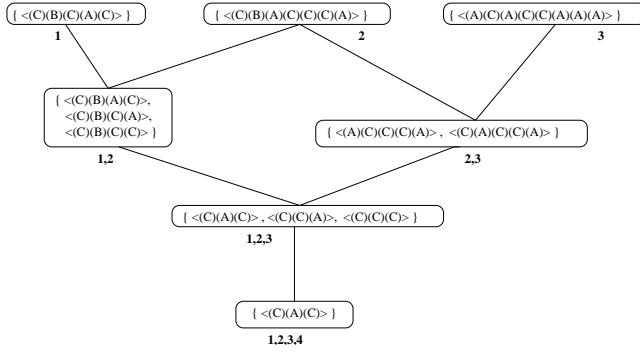 { <(C)(B)(C)(A)(C)> }
{ <(C)(B)(A)(C)(C)(C)(A)> }
{ <(A)(C)(A)(C)(C)(A)(A)(A)> }
1
2
3
{ <(C)(B)(A)(C)>,
<(C)(B)(C)(A)>,
<(C)(B)(C)(C)> }
{ <(A)(C)(C)(C)(A)> , <(C)(A)(C)(C)(A)> }
1,2
2,3
{ <(C)(A)(C)> , <(C)(C)(A)>, <(C)(C)(C)> }
1,2,3
{ <(C)(A)(C)> }
1,2,3,4